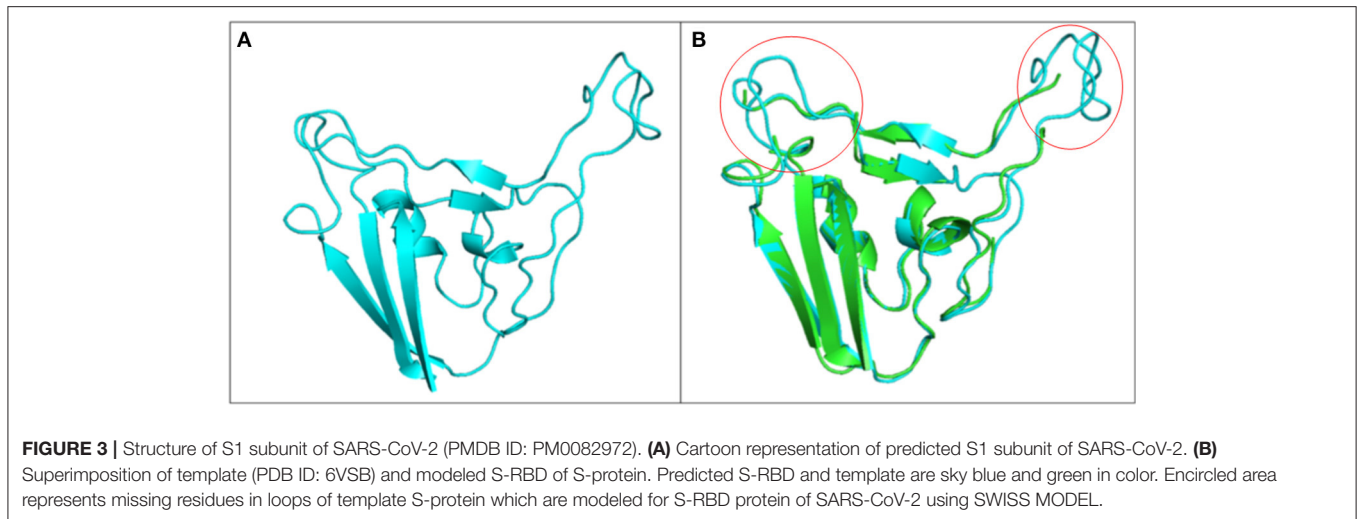 A
B
FIGURE 3 | Structure of S1 subunit of SARS-CoV-2 (PMDB ID: PM0082972). (A) Cartoon representation of predicted S1 subunit of SARS-CoV-2. (B)
Superimposition of template (PDB ID: 6VSB) and modeled S-RBD of S-protein. Predicted S-RBD and template are sky blue and green in color. Encircled area
represents missing residues in loops of template S-protein which are modeled for S-RBD protein of SARS-CoV-2 using SWISS MODEL.